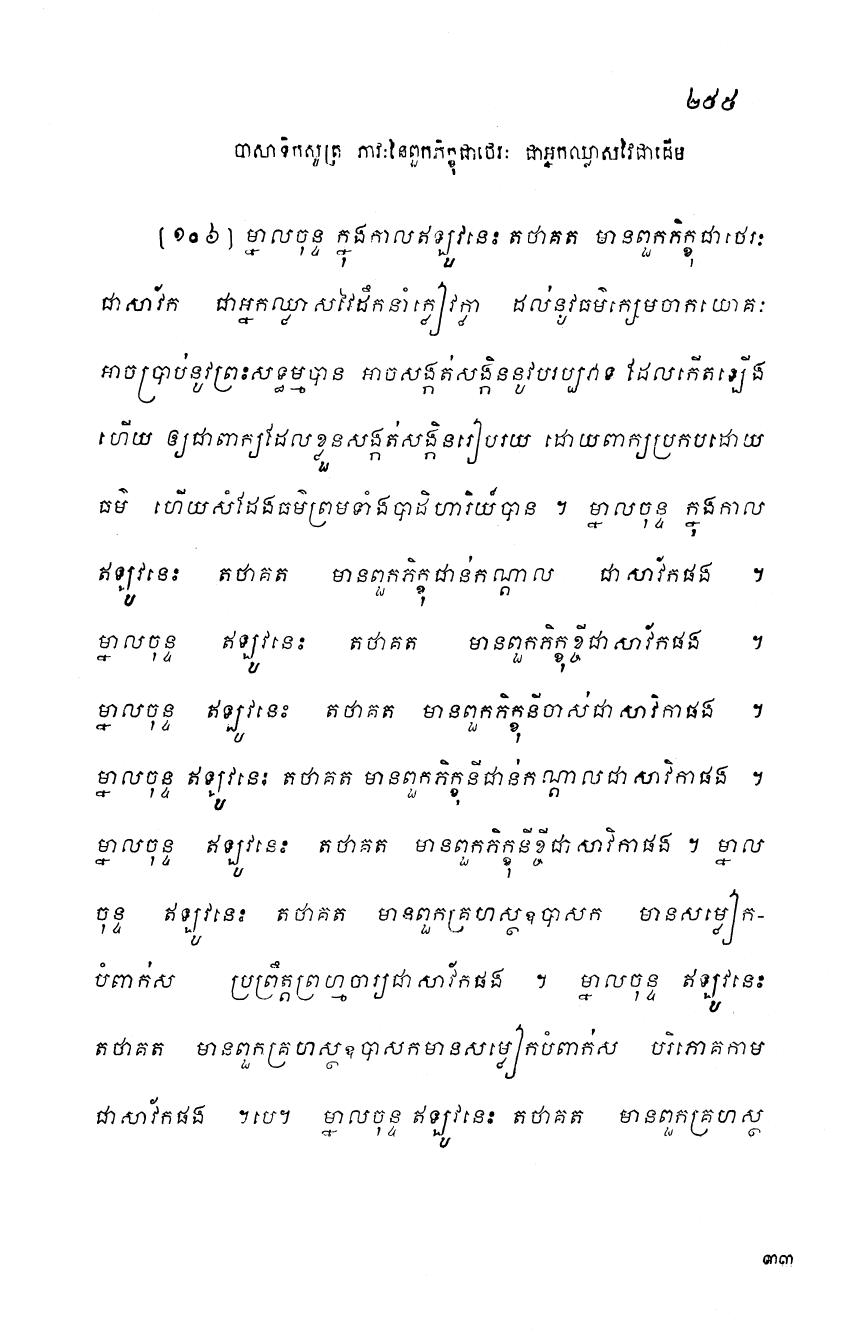 ២៥៥
បាសាទិកសូត្រ ភាវៈនៃពួកភិក្ខុជាថេរៈ ជាអ្នកឈ្លាសវៃជាដើម
[១០៦] ម្នាលចុន្ទ ក្នុងកាលឥឡូវនេះ តថាគត មានពួកភិក្ខុជាថេរៈ
ជាសាវ័ក ជាអ្នកឈ្លាសវៃដឹកនាំក្លៀវក្លា ដល់នូវធម៌ក្សេមចាកយោគៈ
អាចប្រាប់នូវព្រះសទ្ធម្មបាន អាចសង្កត់សង្កិននូវបរប្បវាទ ដែលកើតឡើង
ហើយ ឲ្យជាពាក្យដែលខ្លួនសង្កត់សង្កិនរៀបរយ ដោយពាក្យប្រកបដោយ
ធម៌ ហើយសំដែងធម៌ព្រមទាំងបាដិហារិយ៍បាន ។ ម្នាលចុន្ទ ក្នុងកាល
ឥឡូវនេះ តថាគត មានពួកភិក្ខុជាន់កណ្តាល ជាសាវ័កផង ។
ម្នាលចុន្ទ ឥឡូវនេះ តថាគត មានពួកភិក្ខុខ្ចីជាសាវ័កផង ។
ម្នាលចុន្ទ ឥឡូវនេះ តថាគត មានពួកភិក្ខុនីចាស់ជាសាវិកាផង ។
ម្នាលចុន្ទ ឥឡូវនេះ តថាគត មានពួកភិក្ខុនីជាន់កណ្តាលជាសាវិកាផង ។
ម្នាលចុន្ទ ឥឡូវនេះ តថាគត មានពួកភិក្ខុនីខ្ចីជាសាវិកាផង ។ ម្នាល
ចុន្ទ ឥឡូវនេះ តថាគត មានពួកគ្រហស្ថឧបាសក មានសម្លៀក-
បំពាក់ស ប្រព្រឹត្តព្រហ្មចារ្យជាសាវ័កផង ។ ម្នាលចុន្ទ ឥឡូវនេះ
តថាគត មានពួកគ្រហស្ថឧបាសកមានសម្លៀកបំពាក់ស បរិភោគកាម
ជាសាវ័កផង ។បេ។ ម្នាលចុន្ទ ឥឡូវនេះ តថាគត មានពួកគ្រហស្ថ
៣៣